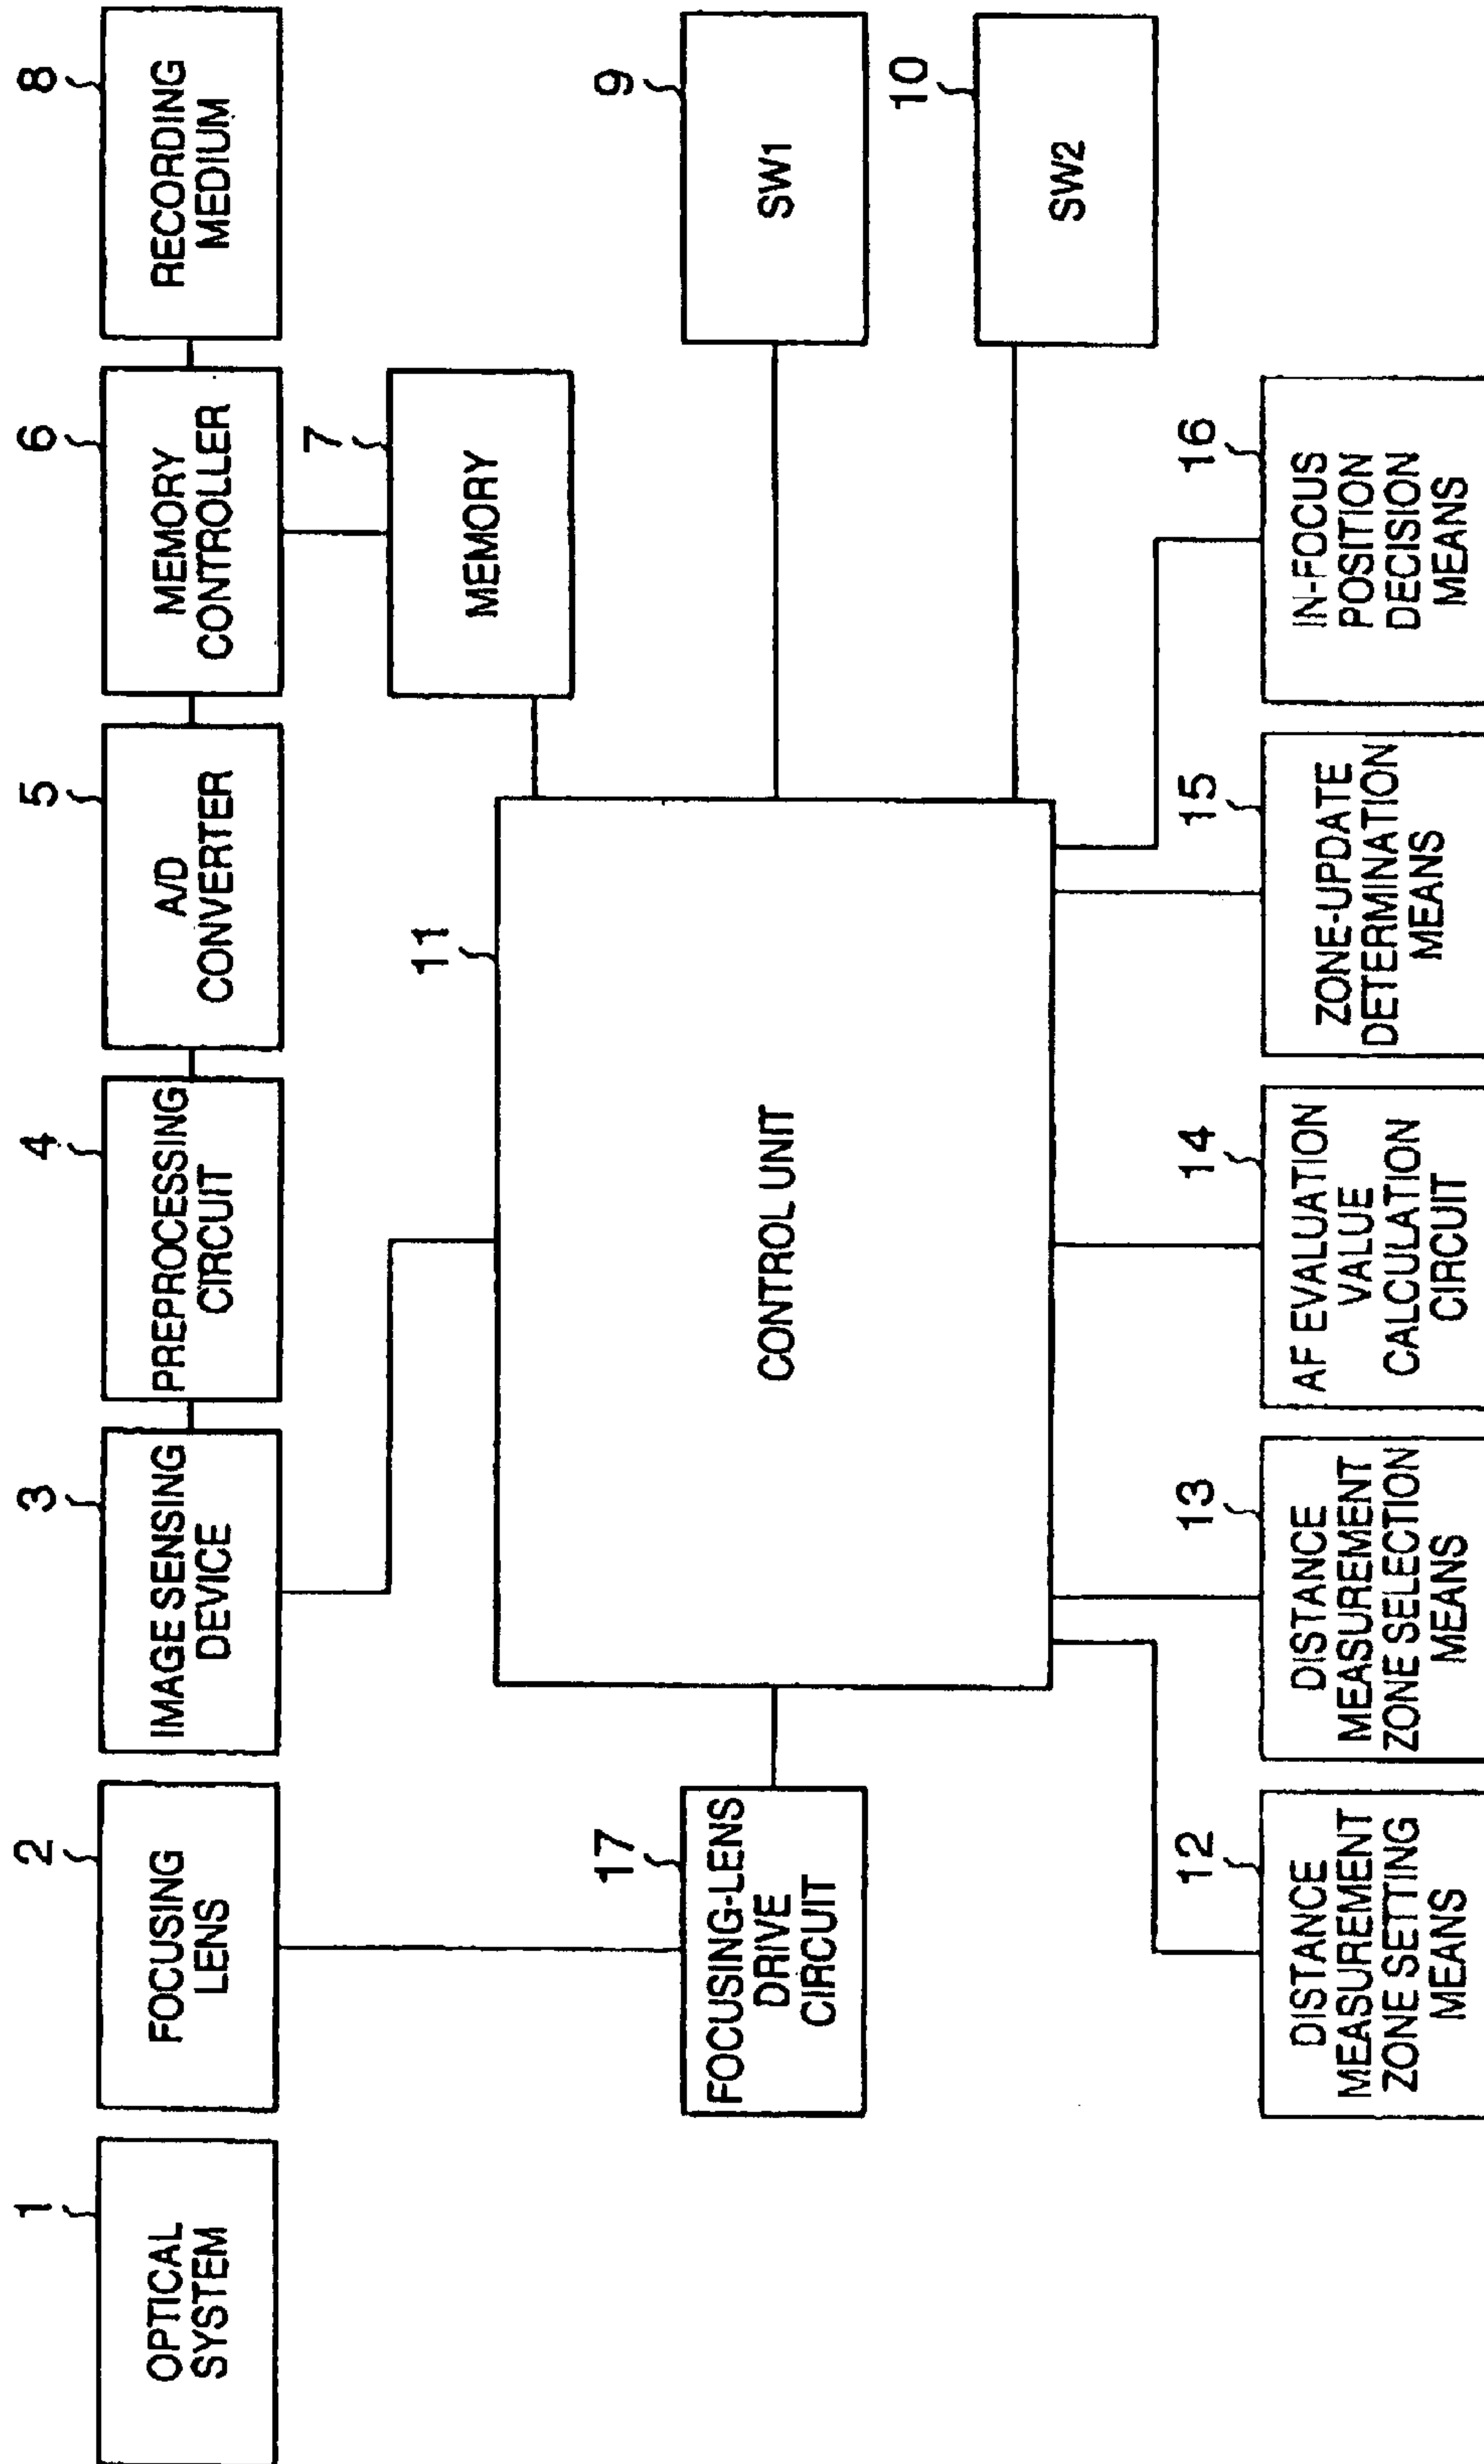 1
OPTICAL
SYSTEM
2
FOCUSING
LENS
3
IMAGE SENSING
DEVICE
4
PREPROCESSING
CIRCUIT
5
A/D
CONVERTER
6
MEMORY
CONTROLLER
8
RECORDING
MEDIUM
7
MEMORY
17
FOCUSING-LENS
DRIVE
CIRCUIT
11
CONTROL UNIT
9
SW1
10
SW2
12
DISTANCE
MEASUREMENT
ZONE SETTING
MEANS
13
DISTANCE
MEASUREMENT
ZONE SELECTION
MEANS
14
AF EVALUATION
VALUE
CALCULATION
CIRCUIT
15
ZONE-UPDATE
DETERMINATION
MEANS
16
IN-FOCUS
POSITION
DECISION
MEANS